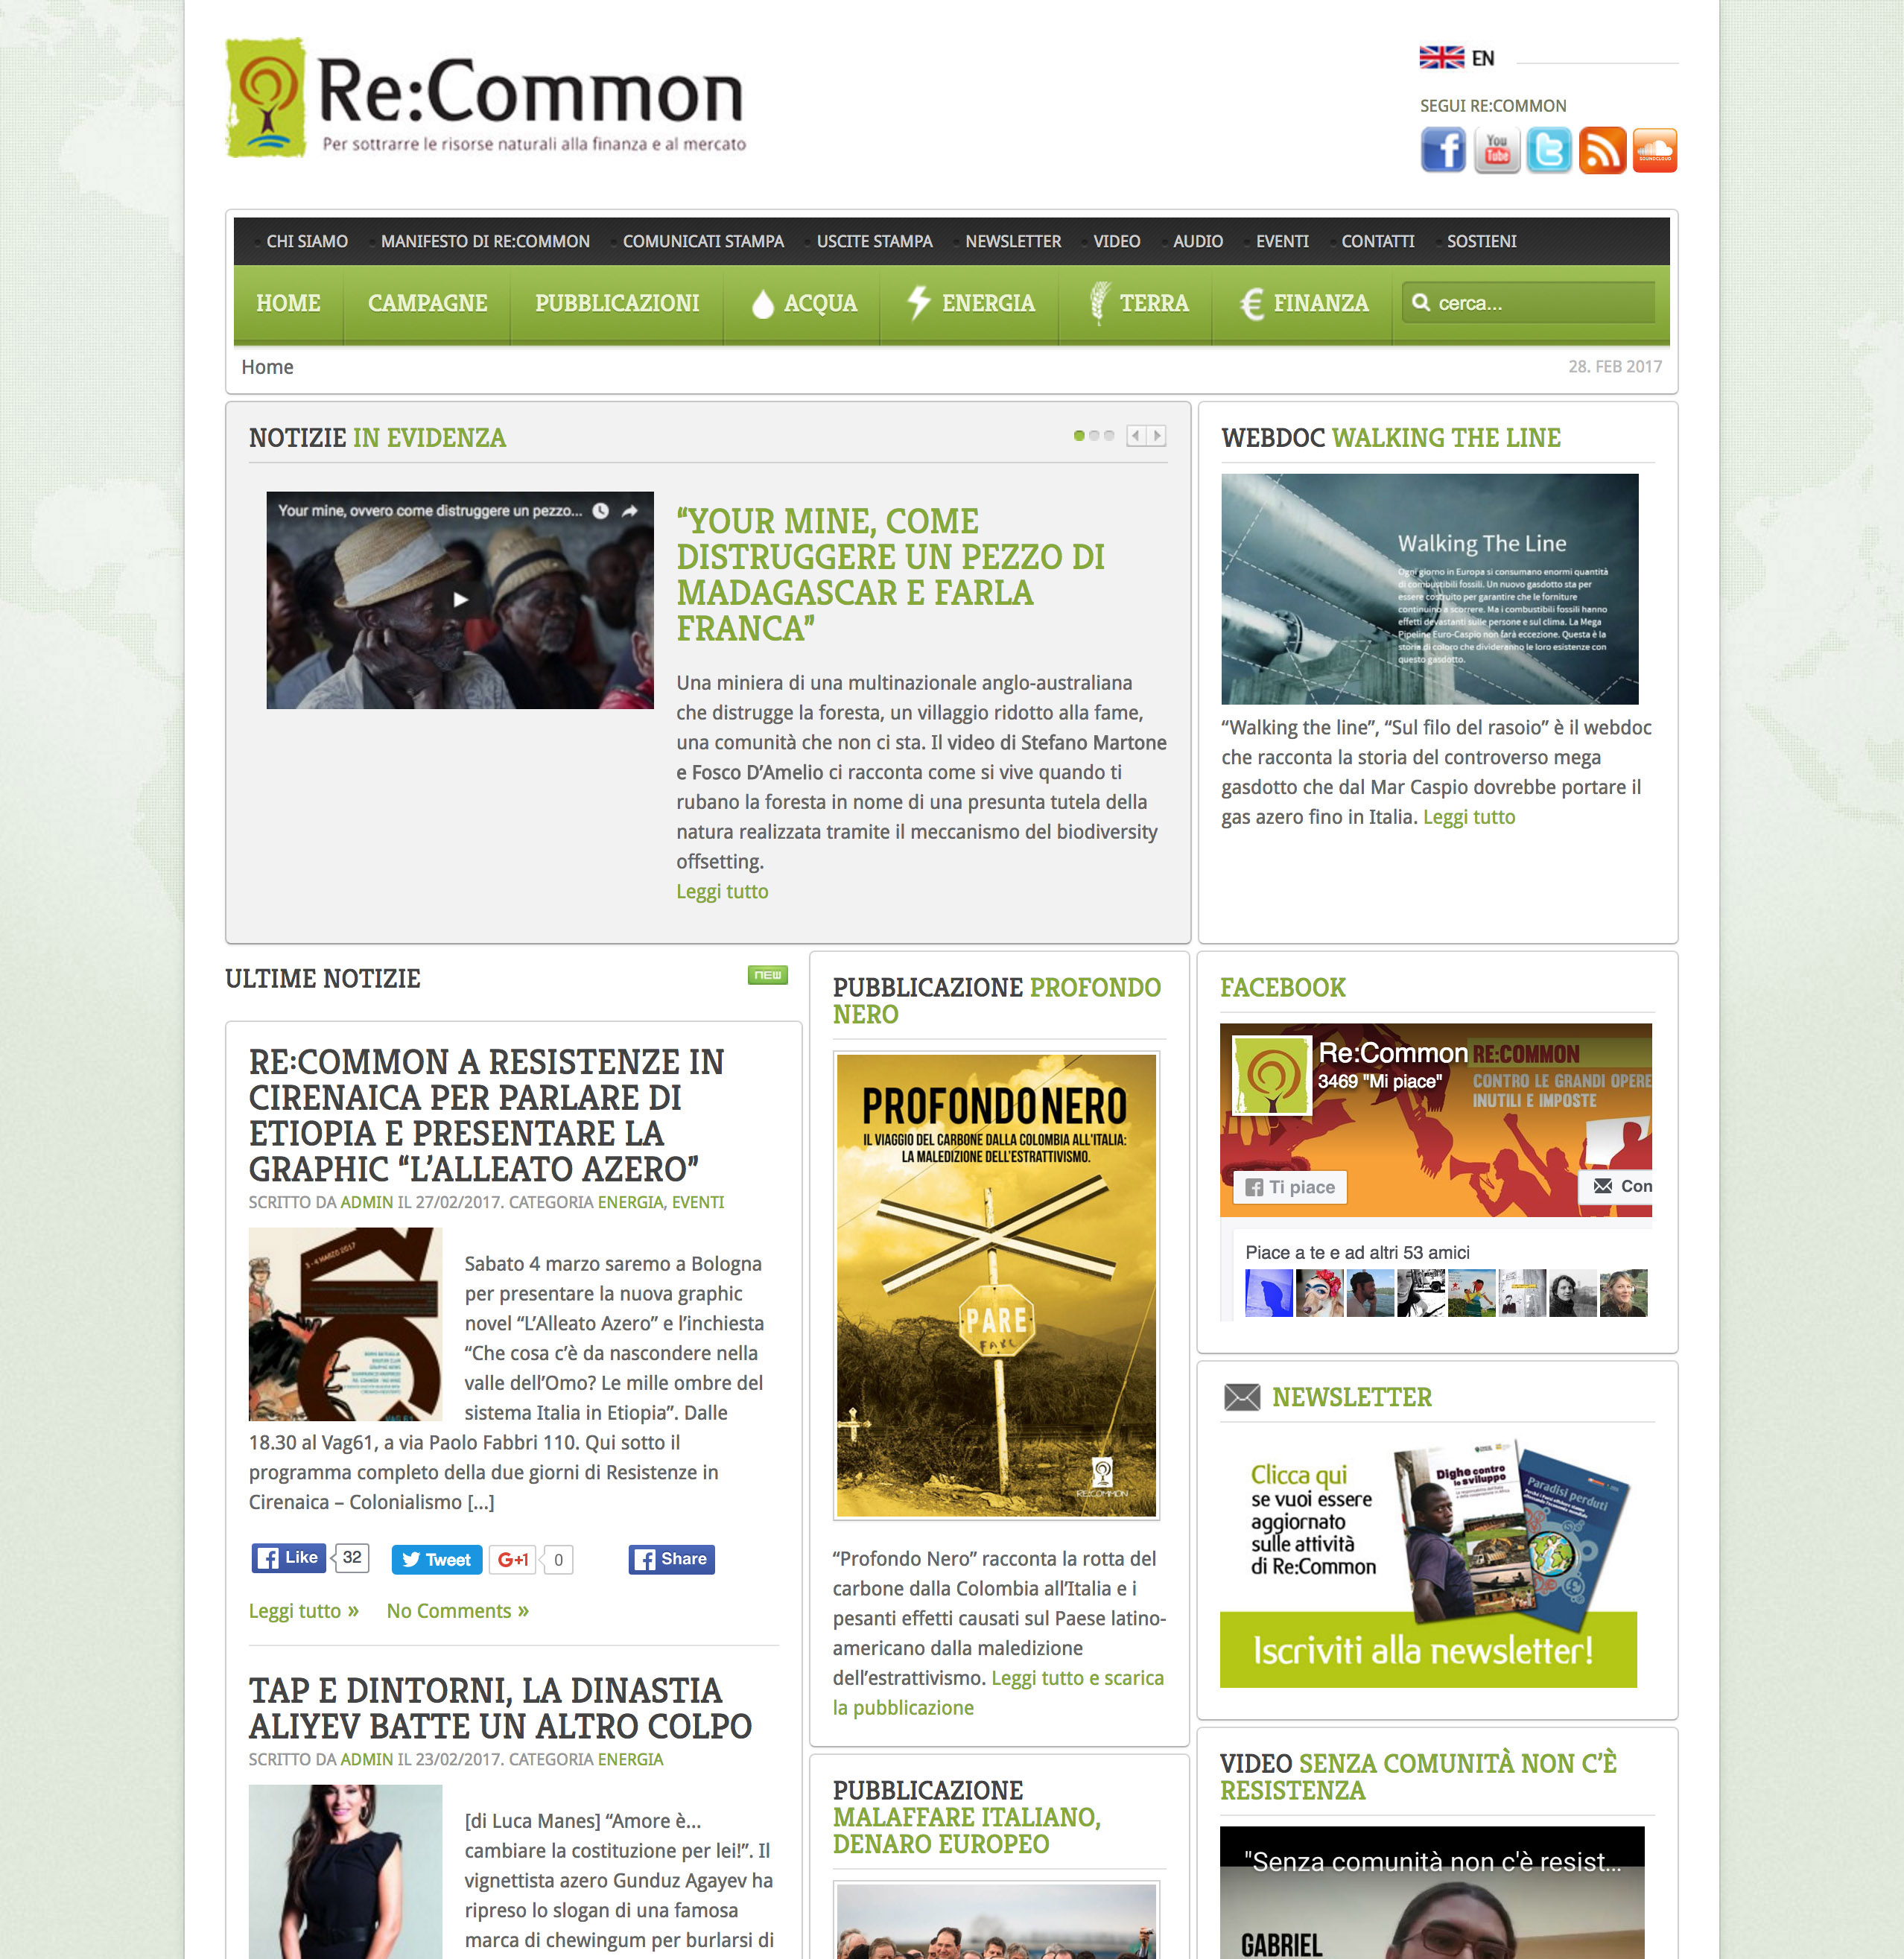 Re:Common
Per sottrarre le risorse naturali alla finanza e al mercato
EN
SEGUI RE:COMMON
You
Tube
SOUNDCLOUD
CHI SIAMO
MANIFESTO DI RE:COMMON
COMUNICATI STAMPA
USCITE STAMPA
NEWSLETTER
VIDEO
AUDIO
EVENTI
CONTATTI
SOSTIENI
HOME
CAMPAGNE
PUBBLICAZIONI
ACQUA
ENERGIA
TERRA
FINANZA
cerca...
Home
28. FEB 2017
NOTIZIE IN EVIDENZA
Your mine, ovvero come distruggere un pezzo...
“YOUR MINE, COME
DISTRUGGERE UN PEZZO DI
MADAGASCAR E FARLA
FRANCA”
Una miniera di una multinazionale anglo-australiana
che distrugge la foresta, un villaggio ridotto alla fame,
una comunità che non ci sta. Il video di Stefano Martone
e Fosco D’Amelio ci racconta come si vive quando ti
rubano la foresta in nome di una presunta tutela della
natura realizzata tramite il meccanismo del biodiversity
offsetting.
Leggi tutto
WEBDOC WALKING THE LINE
Walking The Line
Ogni giorno in Europa si consumano enormi quantità
di combustibili fossili. Un nuovo gasdotto sta per
essere costruito per garantire che le forniture
continuino a scorrere. Ma i combustibili fossili hanno
effetti devastanti sulle persone e sul clima. La Mega
Pipeline Euro-Caspio non farà eccezione. Questa è la
storia di coloro che divideranno le loro esistenze con
questo gasdotto.
“Walking the line”, “Sul filo del rasoio” è il webdoc
che racconta la storia del controverso mega
gasdotto che dal Mar Caspio dovrebbe portare il
gas azero fino in Italia. Leggi tutto
ULTIME NOTIZIE
NEW
RE:COMMON A RESISTENZE IN
CIRENAICA PER PARLARE DI
ETIOPIA E PRESENTARE LA
GRAPHIC “L’ALLEATO AZERO”
SCRITTO DA ADMIN IL 27/02/2017. CATEGORIA ENERGIA, EVENTI
3 - 4 MARZO 2017
VAG 61
Sabato 4 marzo saremo a Bologna
per presentare la nuova graphic
novel “L’Alleato Azero” e l’inchiesta
“Che cosa c’è da nascondere nella
valle dell’Omo? Le mille ombre del
sistema Italia in Etiopia”. Dalle
18.30 al Vag61, a via Paolo Fabbri 110. Qui sotto il
programma completo della due giorni di Resistenze in
Cirenaica – Colonialismo [...]
Like
32
Tweet
G+1
0
Share
Leggi tutto »
No Comments »
TAP E DINTORNI, LA DINASTIA
ALIYEV BATTE UN ALTRO COLPO
SCRITTO DA ADMIN IL 23/02/2017. CATEGORIA ENERGIA
[di Luca Manes] “Amore è...
cambiare la costituzione per lei!”. Il
vignettista azero Gunduz Agayev ha
ripreso lo slogan di una famosa
marca di chewingum per burlarsi di
PUBBLICAZIONE PROFONDO
NERO
PROFONDO NERO
IL VIAGGIO DEL CARBONE DALLA COLOMBIA ALL'ITALIA:
LA MALEDIZIONE DELL'ESTRATTIVISMO.
PARE
RE:COMMON
“Profondo Nero” racconta la rotta del
carbone dalla Colombia all’Italia e i
pesanti effetti causati sul Paese latino-
americano dalla maledizione
dell’estrattivismo. Leggi tutto e scarica
la pubblicazione
PUBBLICAZIONE
MALAFFARE ITALIANO,
DENARO EUROPEO
FACEBOOK
Re:Common
3469 "Mi piace"
RE:COMMON
CONTRO LE GRANDI OPERE
INUTILI E IMPOSTE
Ti piace
Con
Piace a te e ad altri 53 amici
NEWSLETTER
Clicca qui
se vuoi essere
aggiornato
sulle attività
di Re:Common
Dighe contro
lo sviluppo
Paradisi perduti
Iscriviti alla newsletter!
VIDEO SENZA COMUNITÀ NON C’È
RESISTENZA
"Senza comunità non c'è resist...
GABRIEL